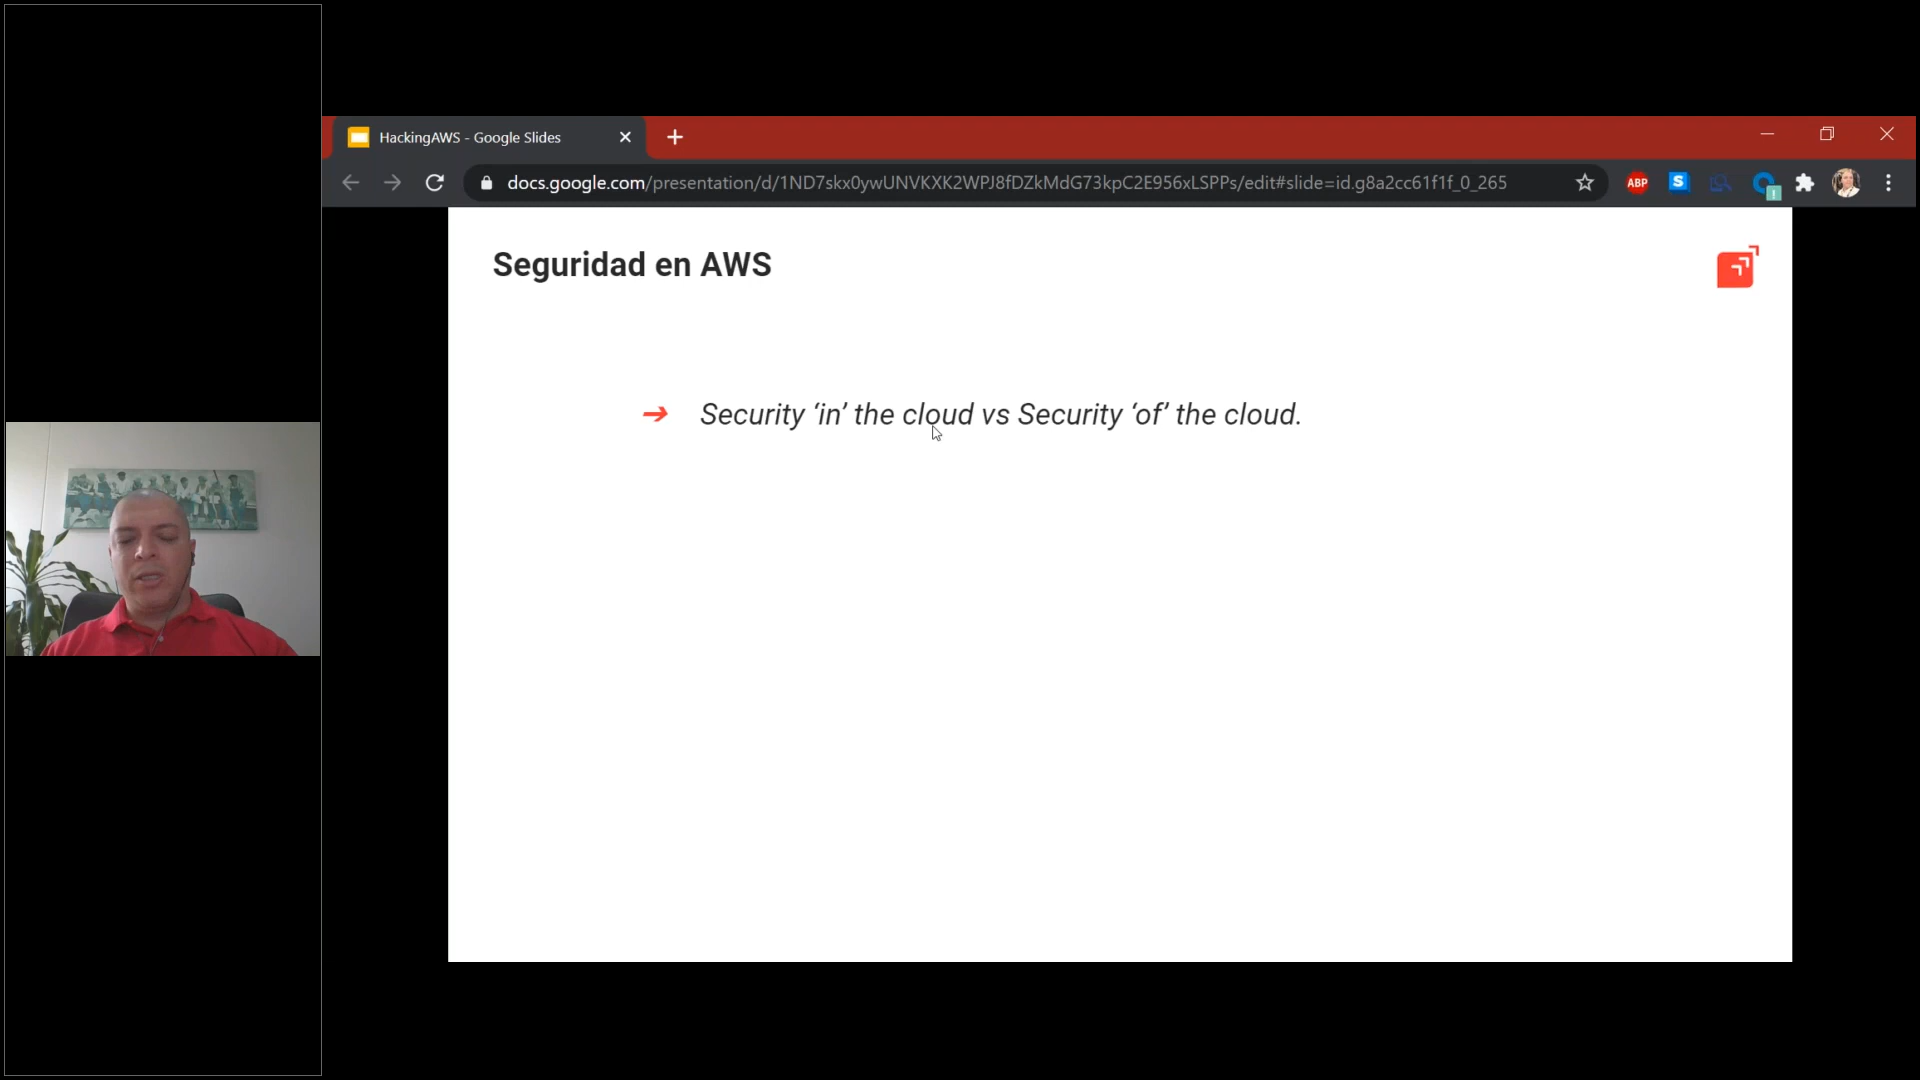 HackingAWS - Google Slides
docs.google.com/presentation/d/1ND7skx0ywUNVKXK2WPJ8fDZkMdG73kpC2E956xLSPPs/edit#slide=id.g8a2cc61f1f_0_265
ABP
S
Seguridad en AWS
➔ Security ‘in’ the cloud vs Security ‘of’ the cloud.